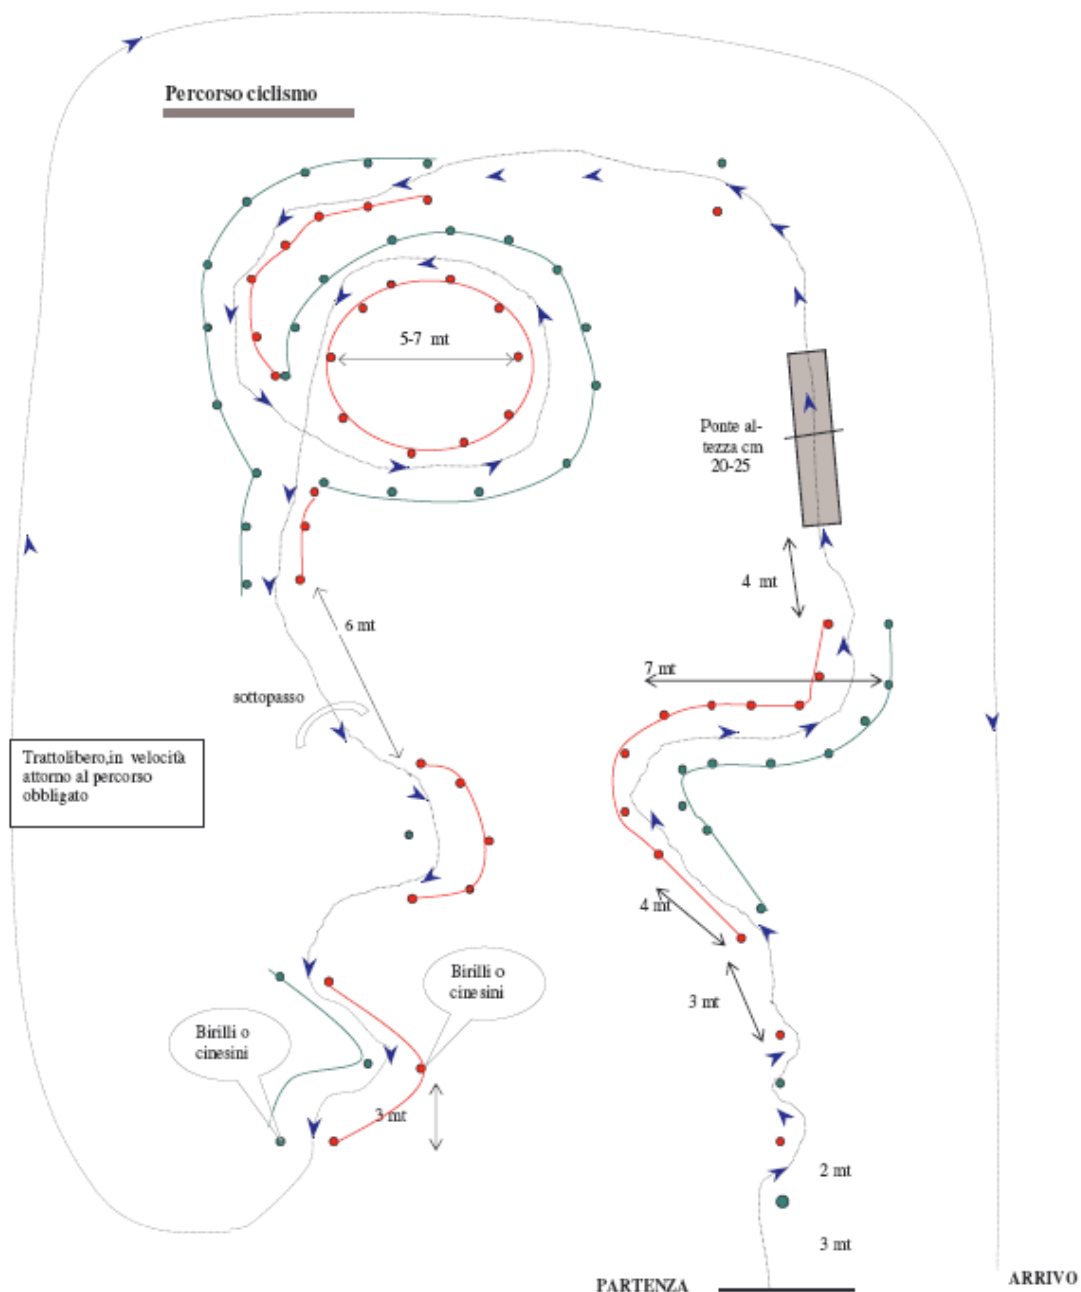 Percorso ciclismo
5-7 mt
Ponte al-
tezza cm
20-25
4 mt
6 mt
7 mt
sottopasso
Trattolibero,in velocità
attorno al percorso
obbligato
4 mt
Birilli o
cinesini
3 mt
Birilli o
cinesini
3 mt
2 mt
3 mt
PARTENZA
ARRIVO